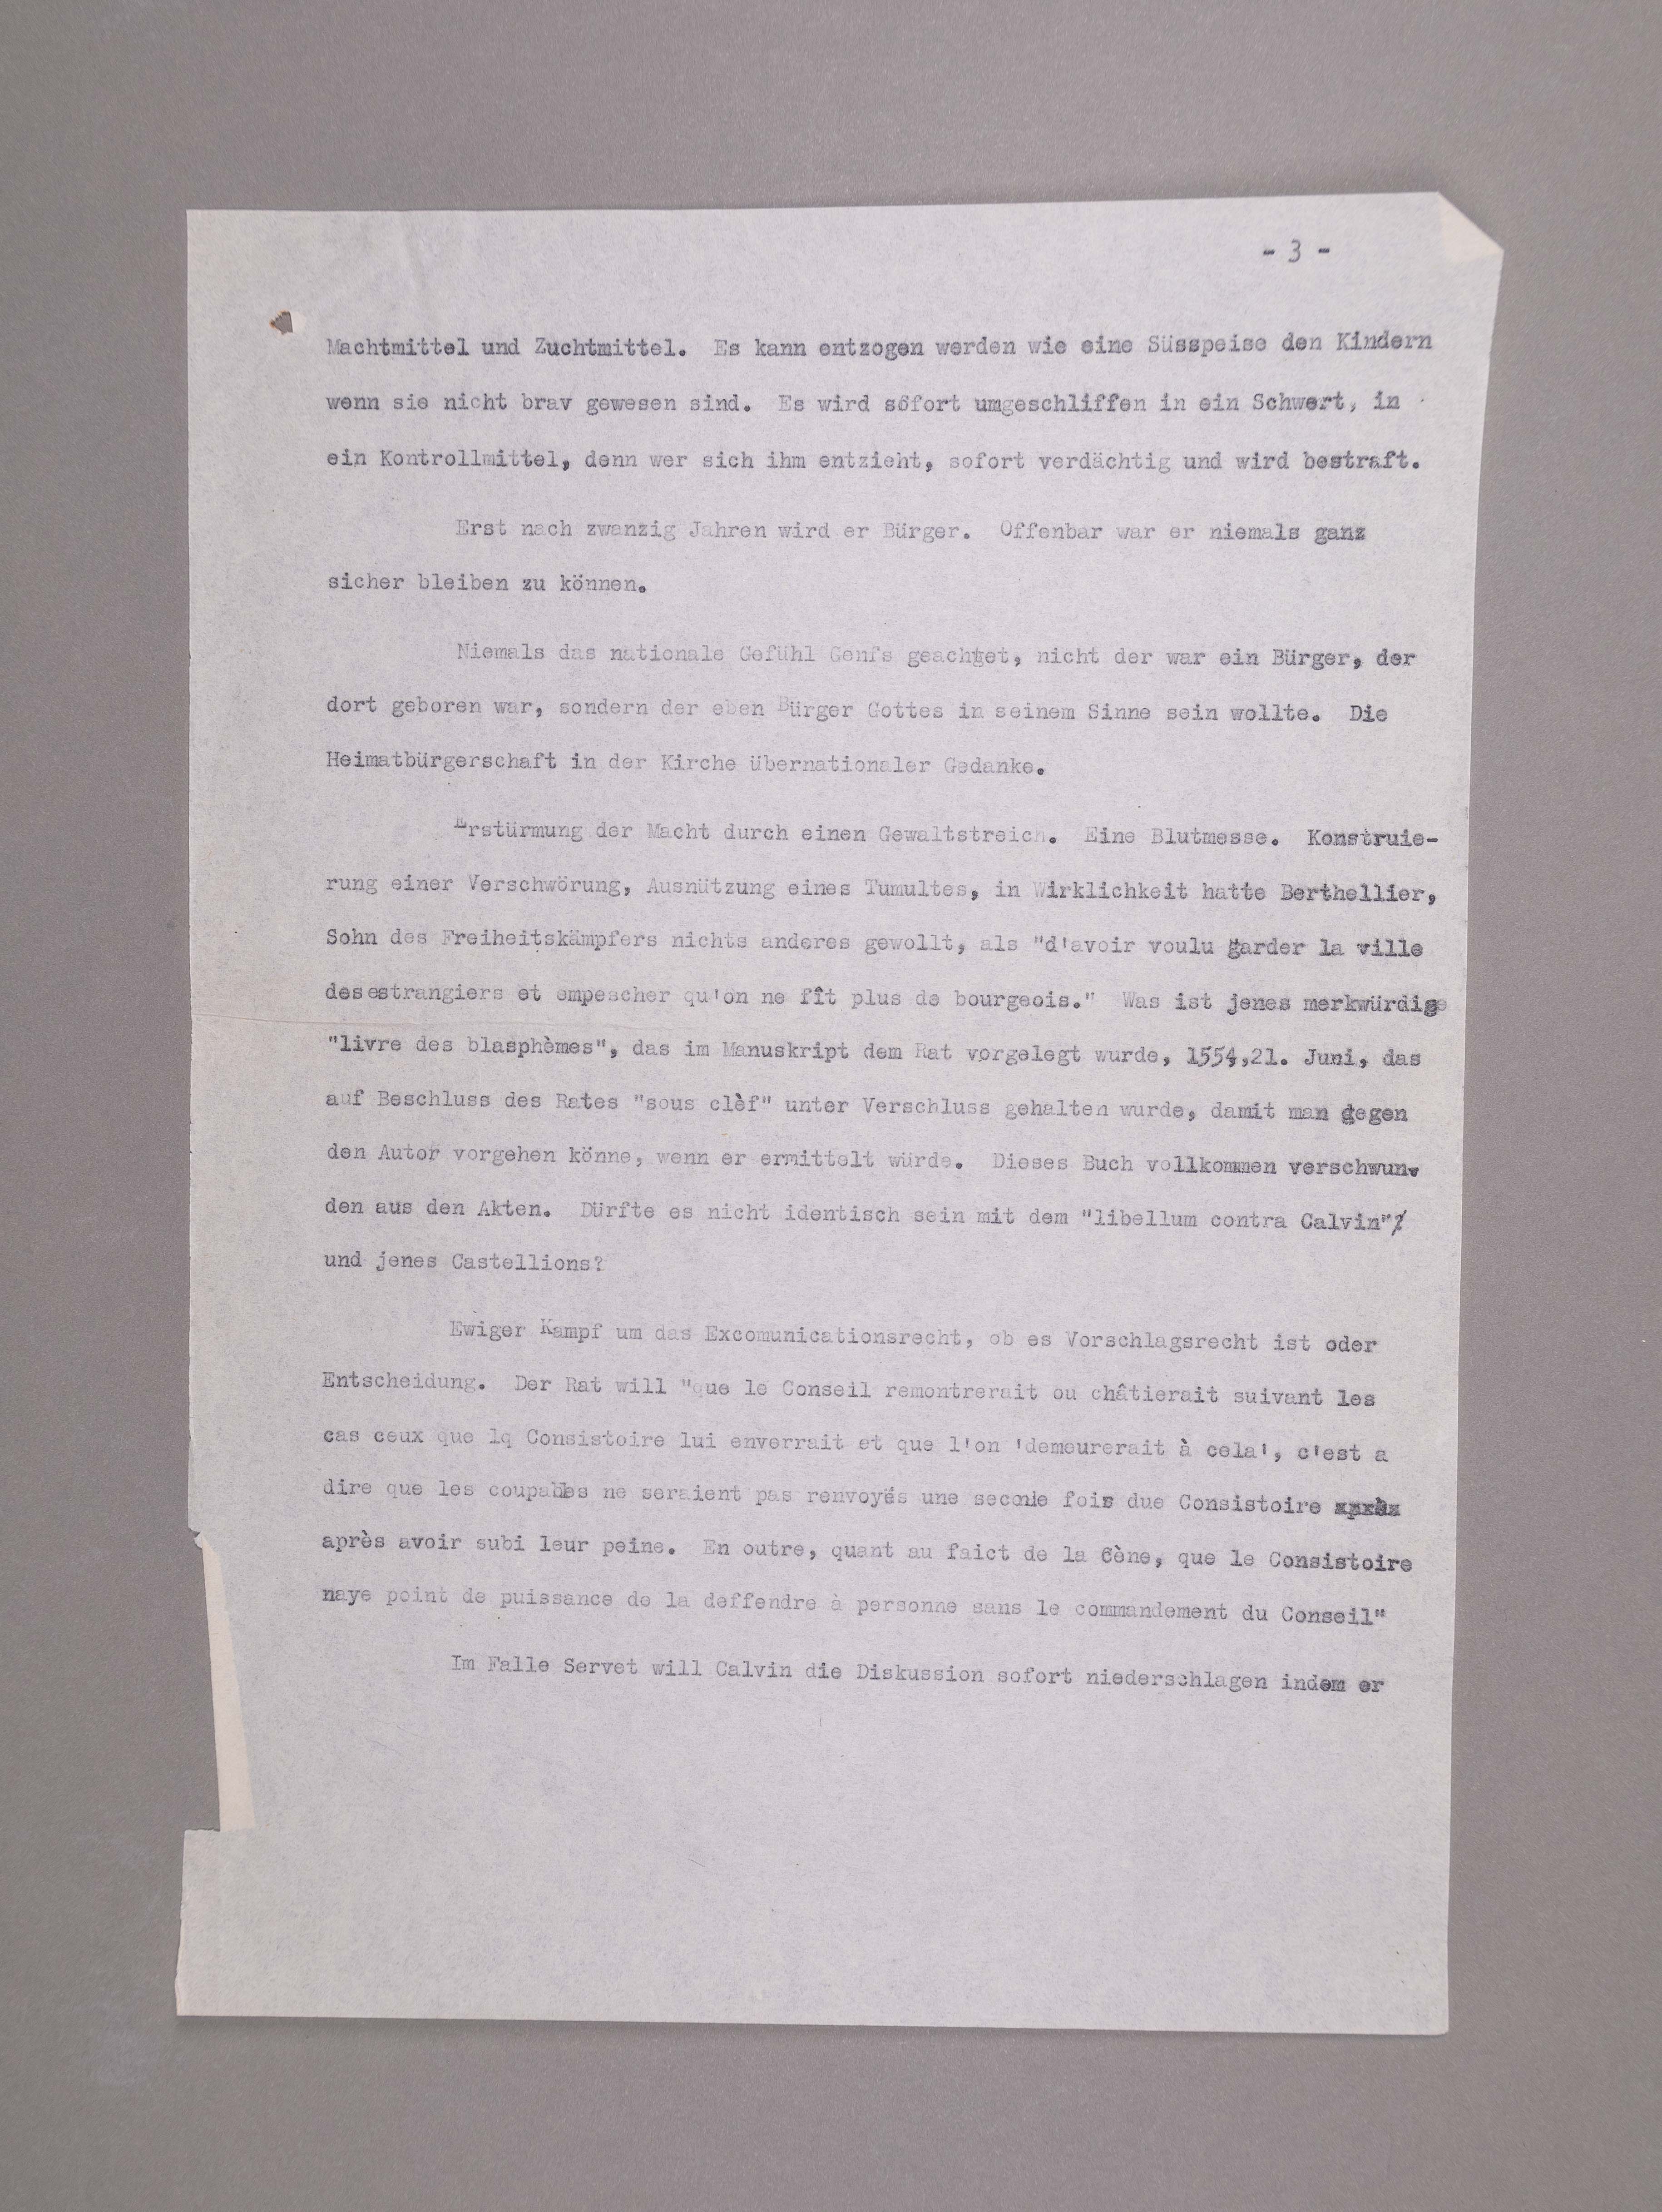 - 3 -
Machtmittel und Zuchtmittel. Es kann entzogen werden wie eine Süsspeise den Kindern
wenn sie nicht brav gewesen sind. Es wird sofort umgeschliffen in ein Schwert, in
ein Kontrollmittel, denn wer sich ihm entzieht, sofort verdächtig und wird bestraft.
Erst nach zwanzig Jahren wird er Bürger. Offenbar war er niemals ganz
sicher bleiben zu können.
Niemals das nationale Gefühl Genfs geachtet, nicht der war ein Bürger, der
dort geboren war, sondern der eben Bürger Gottes in seinem Sinne sein wollte. Die
Heimatbürgerschaft in der Kirche übernationaler Gedanke.
Erstürmung der Macht durch einen Gewaltstreich. Eine Blutmesse. Konstruie-
rung einer Verschwörung, Ausnützung eines Tumultes, in Wirklichkeit hatte Berthellier,
Sohn des Freiheitskämpfers nichts anderes gewollt, als "d'avoir voulu garder la ville
des estrangiers et empescher qu'on ne fît plus de bourgeois." Was ist jenes merkwürdige
"livre des blasphèmes", das im Manuskript dem Rat vorgelegt wurde, 1554,21. Juni, das
auf Beschluss des Rates "sous clèf" unter Verschluss gehalten wurde, damit man gegen
den Autor vorgehen könne, wenn er ermittelt würde. Dieses Buch vollkommen verschwun-
den aus den Akten. Dürfte es nicht identisch sein mit dem "libellum contra Calvin"
und jenes Castellions?
Ewiger Kampf um das Excomunicationsrecht, ob es Vorschlagsrecht ist oder
Entscheidung. Der Rat will "que le Conseil remontrerait ou châtierait suivant les
cas ceux que lq Consistoire lui enverrait et que l'on 'demeurerait à cela', c'est a
dire que les coupables ne seraient pas renvoyés une seconde fois due Consistoire
après avoir subi leur peine. En outre, quant au faict de la Cène, que le Consistoire
naye point de puissance de la deffendre à personne sans le commandement du Conseil"
Im Falle Servet will Calvin die Diskussion sofort niederschlagen indem er